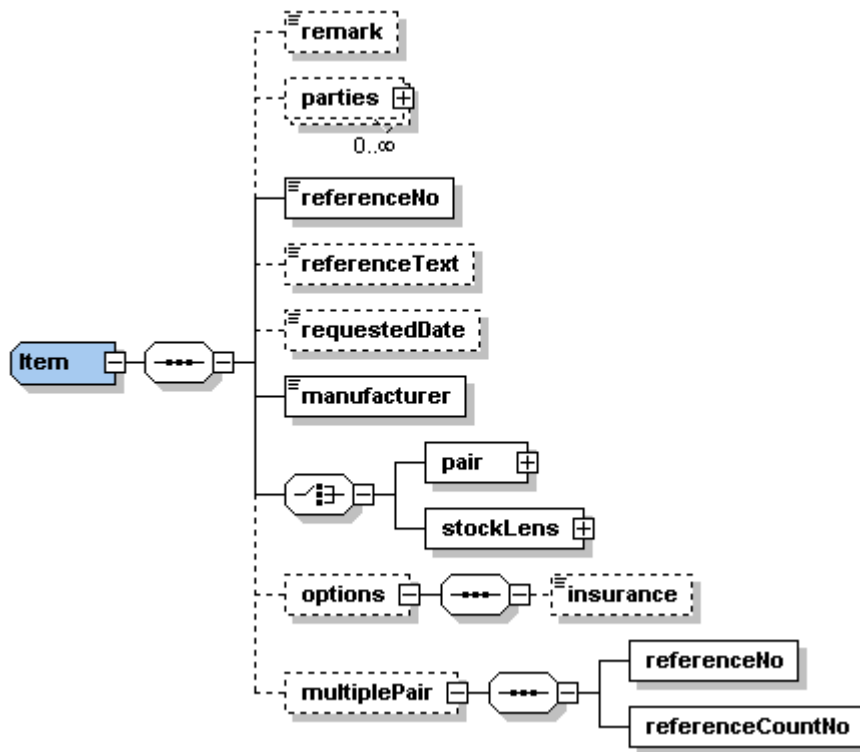 remark
parties
0..∞
referenceNo
referenceText
requestedDate
Item
manufacturer
pair
stockLens
options
insurance
multiplePair
referenceNo
referenceCountNo